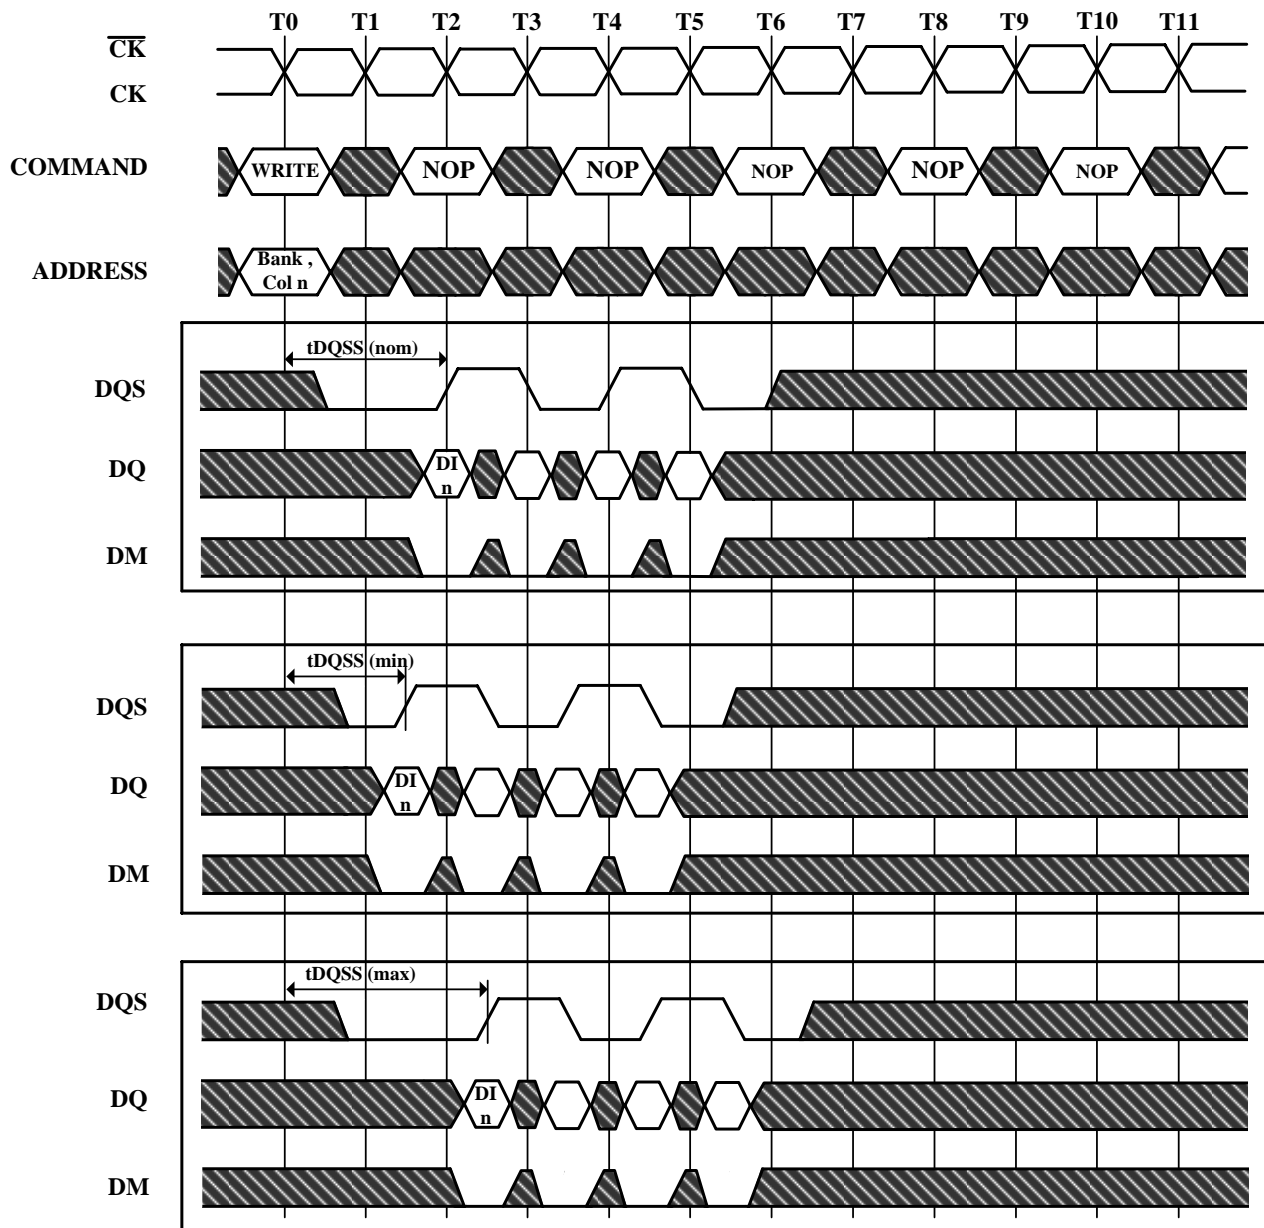 T0 T1 T2 T3 T4 T5 T6 T7 T8 T9 T10 T11
CK
CK
COMMAND WRITE NOP NOP NOP NOP NOP
ADDRESS Bank ,
Col n
tDQSS (nom)
DQS
DQ DI
n
DM
tDQSS (min)
DQS
DQ DI
n
DM
tDQSS (max)
DQS
DQ DI
n
DM